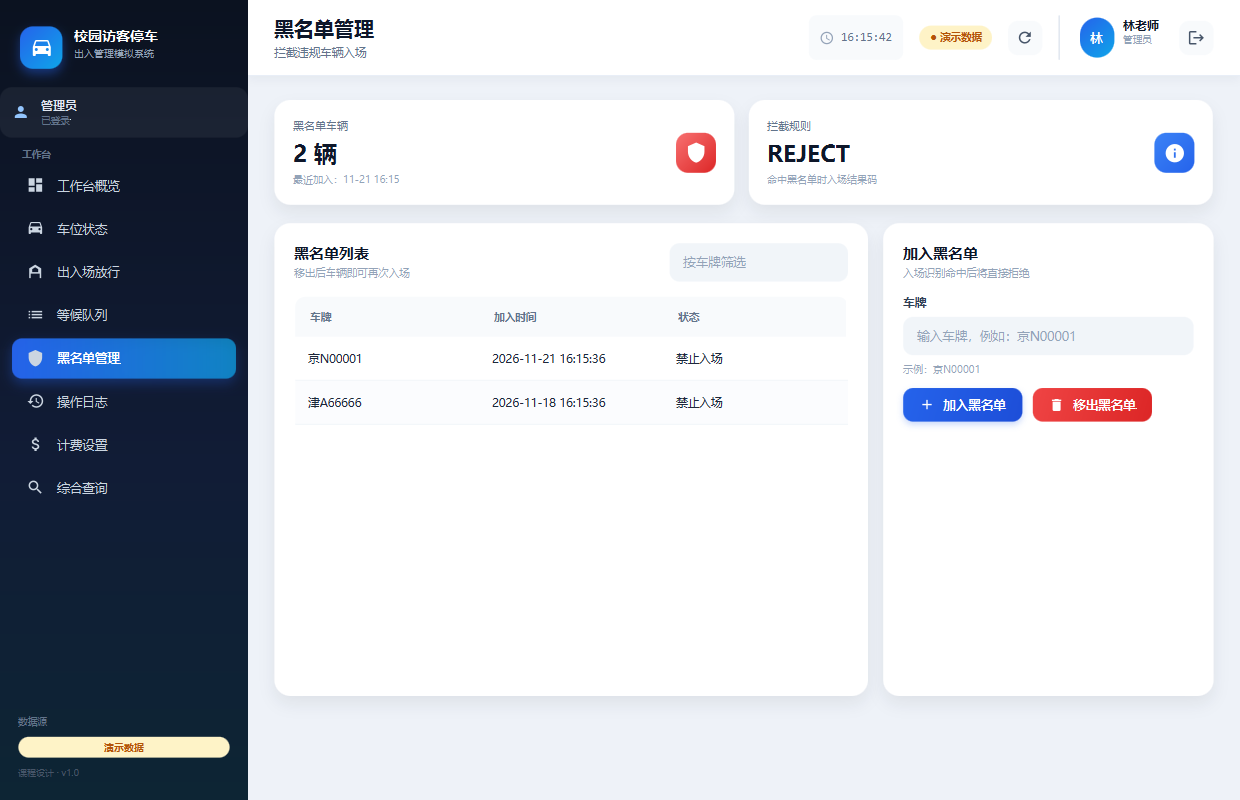 校园访客停车
出入管理模拟系统
管理员
已登录·
工作台
工作台概览
车位状态
出入场放行
等候队列
黑名单管理
操作日志
计费设置
综合查询
数据源
演示数据
课程设计 · v1.0
黑名单管理
拦截违规车辆入场
16:15:42
• 演示数据
林
林老师
管理员
黑名单车辆
2 辆
最近加入：11-21 16:15
拦截规则
REJECT
命中黑名单时入场结果码
黑名单列表
移出后车辆即可再次入场
按车牌筛选
车牌 加入时间 状态
京N00001 2026-11-21 16:15:36 禁止入场
津A66666 2026-11-18 16:15:36 禁止入场
加入黑名单
入场识别命中后将直接拒绝
车牌
输入车牌，例如：京N00001
示例：京N00001
加入黑名单 移出黑名单